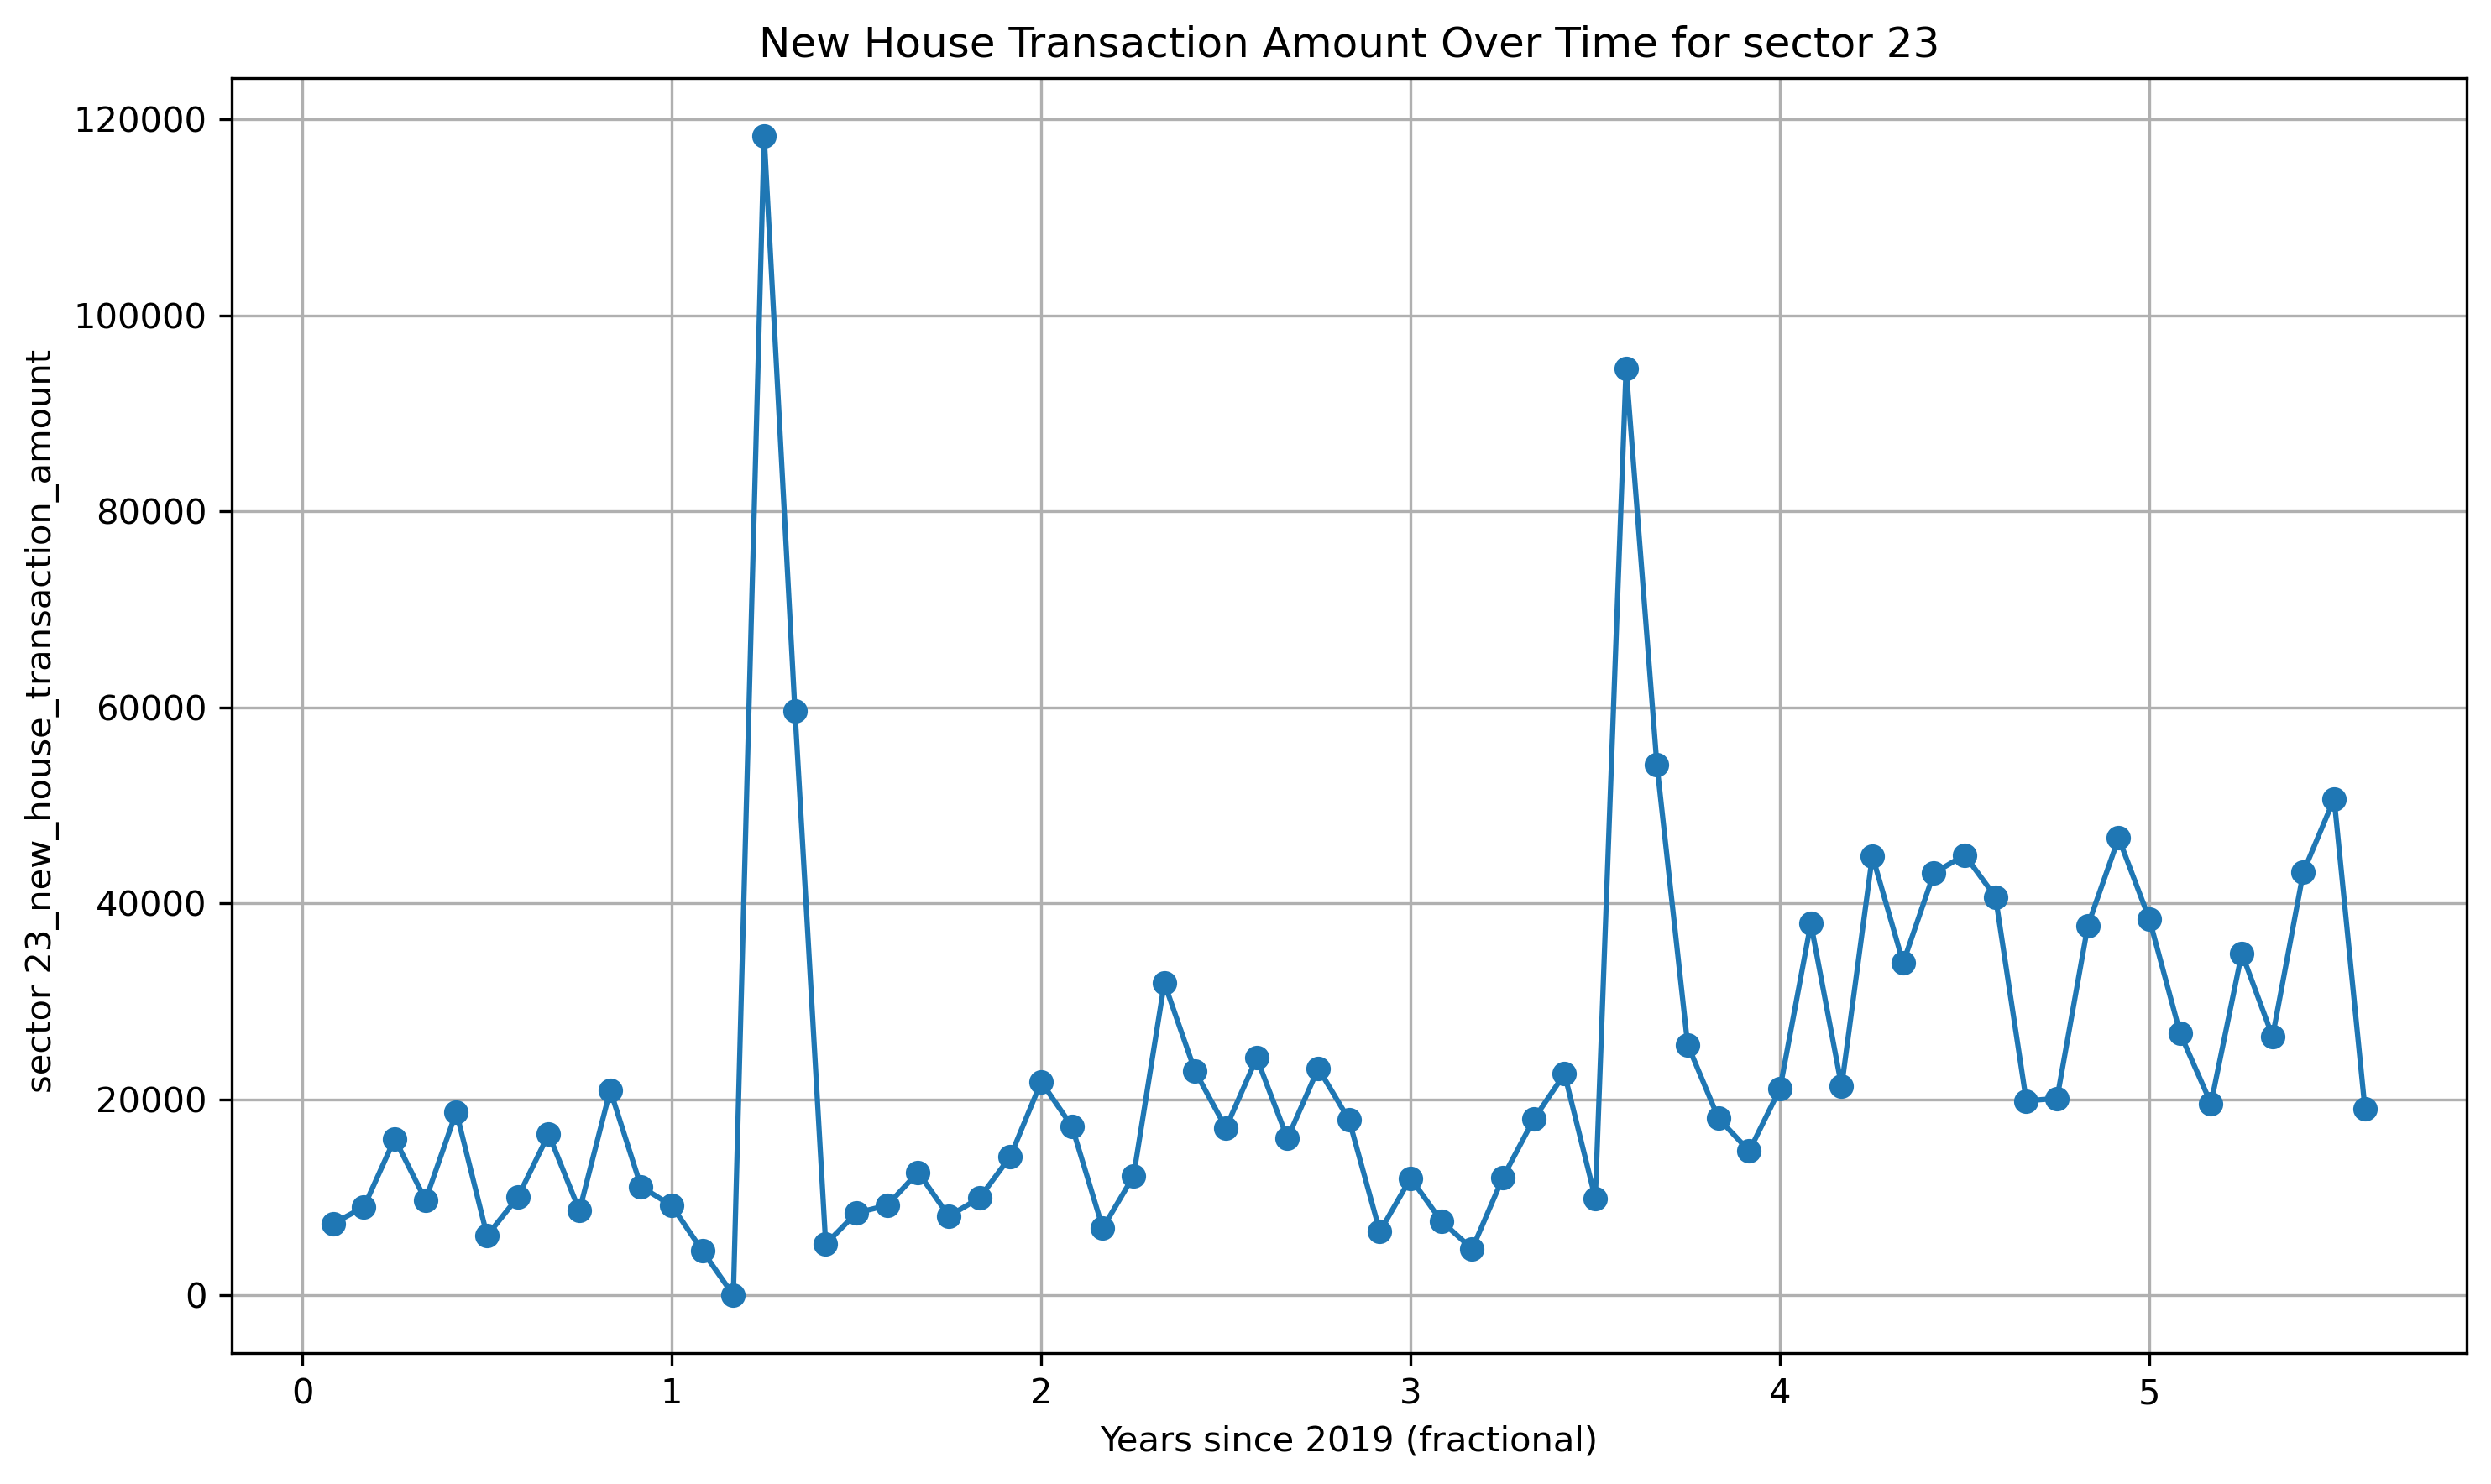 New House Transaction Amount Over Time for sector 23
sector 23_new_house_transaction_amount
120000
100000
80000
60000
40000
20000
0
0 1 2 3 4 5
Years since 2019 (fractional)